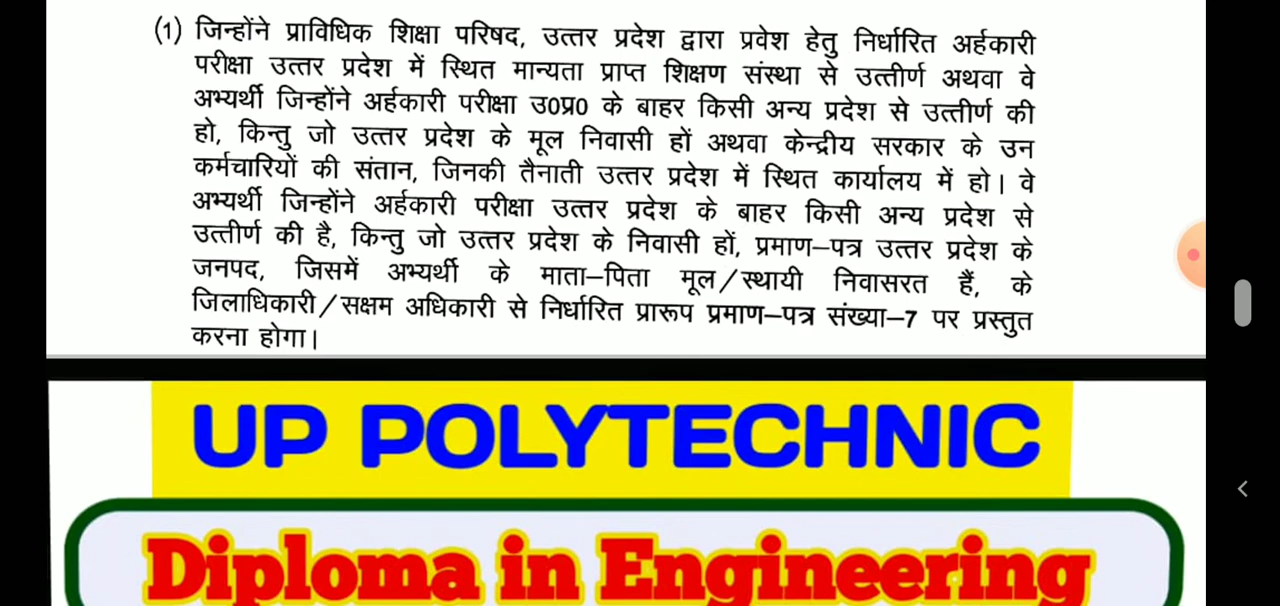 (1) जिन्होंने प्राविधिक शिक्षा परिषद, उत्तर प्रदेश द्वारा प्रवेश हेतु निर्धारित अर्हकारी
परीक्षा उत्तर प्रदेश में स्थित मान्यता प्राप्त शिक्षण संस्था से उत्तीर्ण अथवा वे
अभ्यर्थी जिन्होंने अर्हकारी परीक्षा उ0प्र0 के बाहर किसी अन्य प्रदेश से उत्तीर्ण की
हो, किन्तु जो उत्तर प्रदेश के मूल निवासी हों अथवा केन्द्रीय सरकार के उन
कर्मचारियों की संतान, जिनकी तैनाती उत्तर प्रदेश में स्थित कार्यालय में हो। वे
अभ्यर्थी जिन्होंने अर्हकारी परीक्षा उत्तर प्रदेश के बाहर किसी अन्य प्रदेश से
उत्तीर्ण की है, किन्तु जो उत्तर प्रदेश के निवासी हों, प्रमाण–पत्र उत्तर प्रदेश के
जनपद, जिसमें अभ्यर्थी के माता–पिता मूल/स्थायी निवासरत हैं, के
जिलाधिकारी/सक्षम अधिकारी से निर्धारित प्रारूप प्रमाण–पत्र संख्या–7 पर प्रस्तुत
करना होगा।
UP POLYTECHNIC
Diploma in Engineering